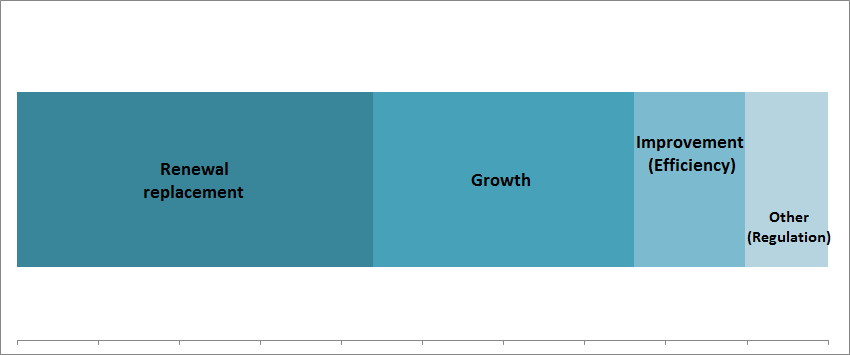 Renewal
replacement
Growth
Improvement
(Efficiency)
Other
(Regulation)